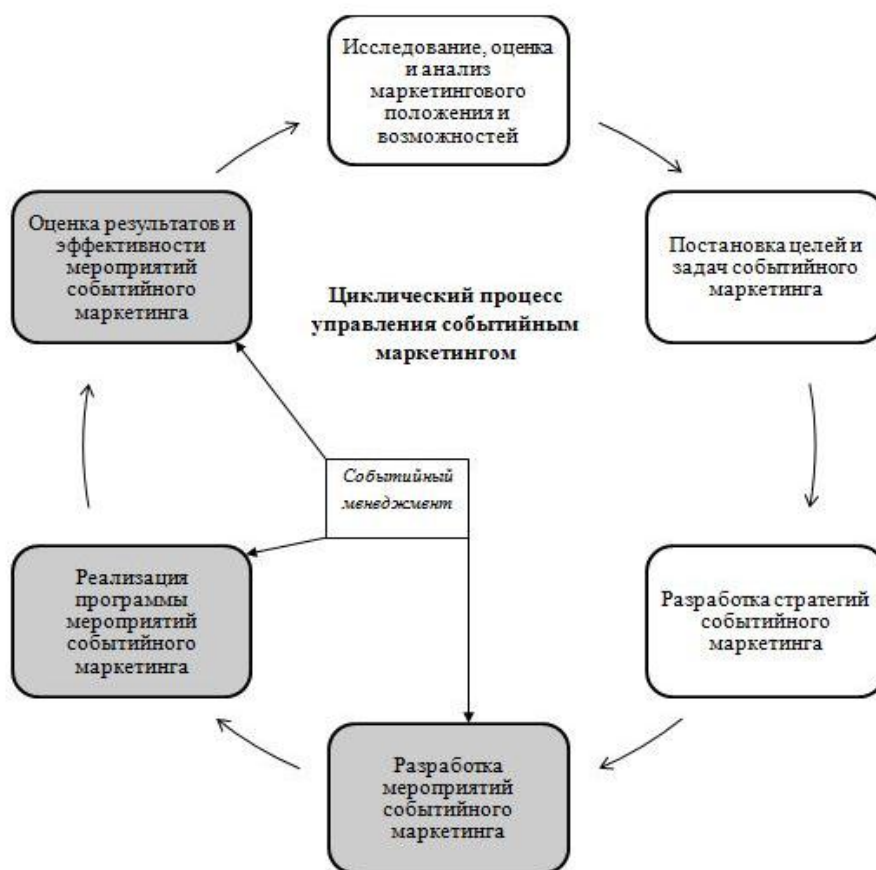 Исследование, оценка
и анализ
маркетингового
положения и
возможностей
Оценка результатов и
эффективности
мероприятий
событийного
маркетинга
Постановка целей и
задач событийного
маркетинга
Циклический процесс
управления событийным
маркетингом
Событийный
менеджмент
Реализация
программы
мероприятий
событийного
маркетинга
Разработка стратегий
событийного
маркетинга
Разработка
мероприятий
событийного
маркетинга